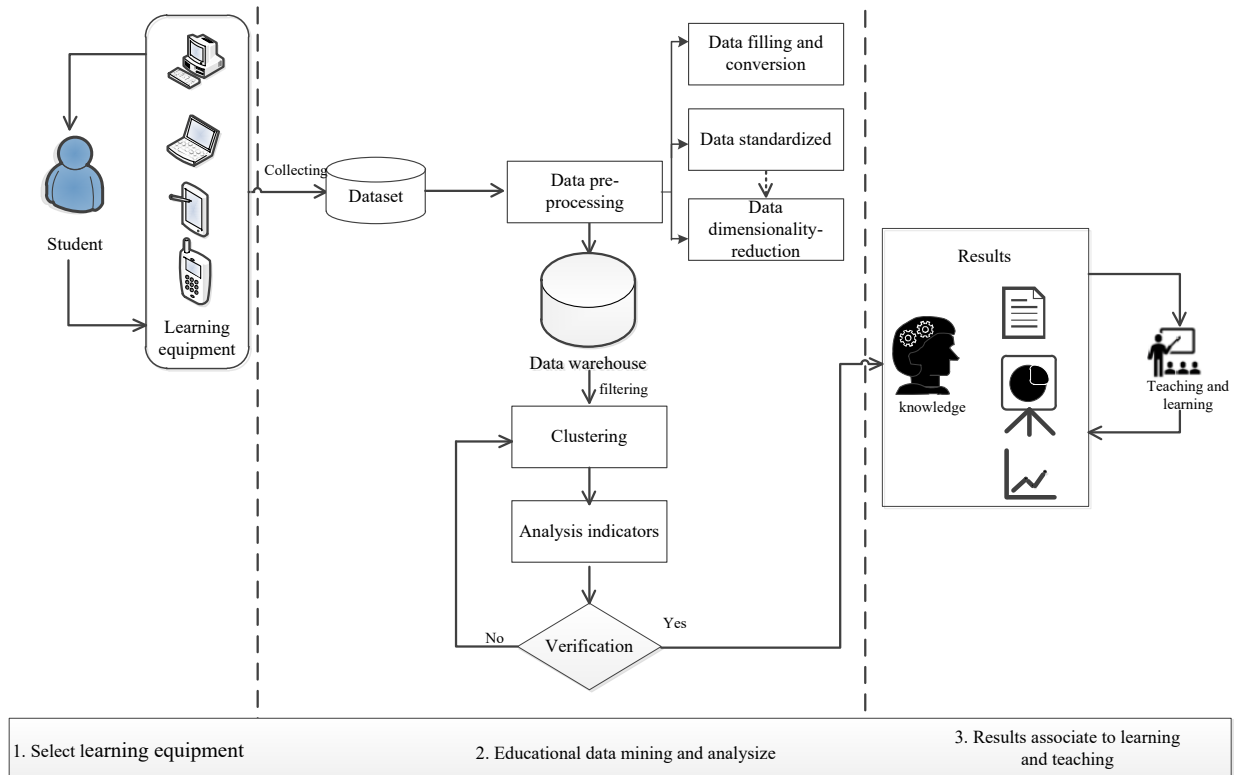 Student
Learning
equipment
Collecting
Dataset
Data pre-
processing
Data filling and
conversion
Data standardized
Data
dimensionality-
reduction
Data warehouse
filtering
Clustering
Analysis indicators
Verification
No
Yes
Results
knowledge
Teaching and
learning
1. Select learning equipment
2. Educational data mining and analysize
3. Results associate to learning
and teaching